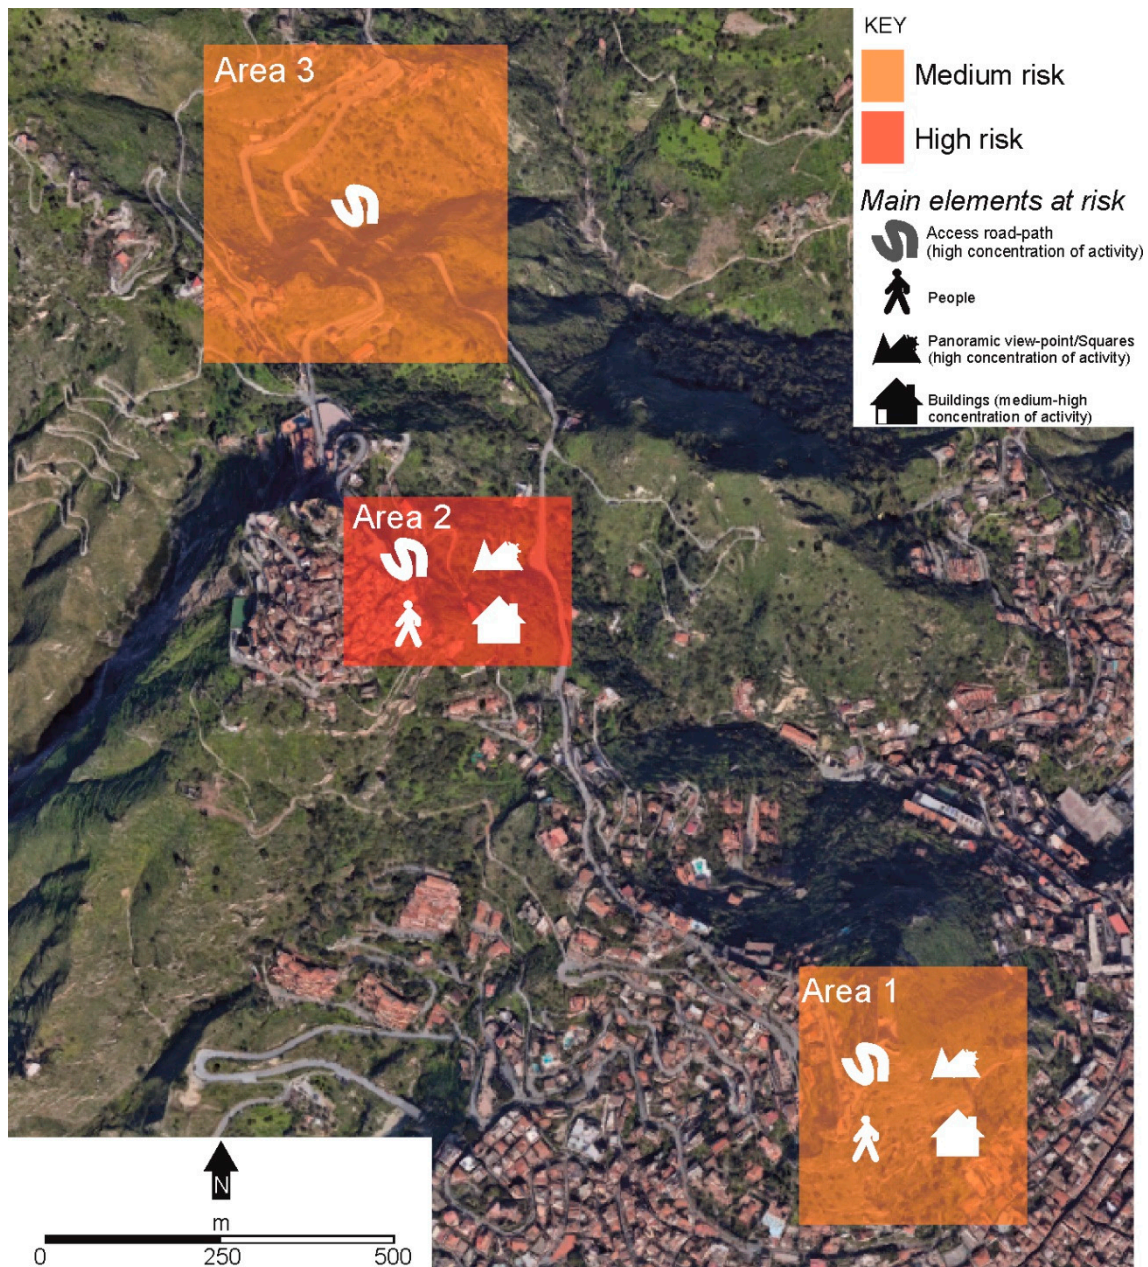 KEY
Medium risk
High risk
Main elements at risk
Access road-path
(high concentration of activity)
People
Panoramic view-point/Squares
(high concentration of activity)
Buildings (medium-high
concentration of activity)
Area 3
Area 2
Area 1
N
m
0 250 500